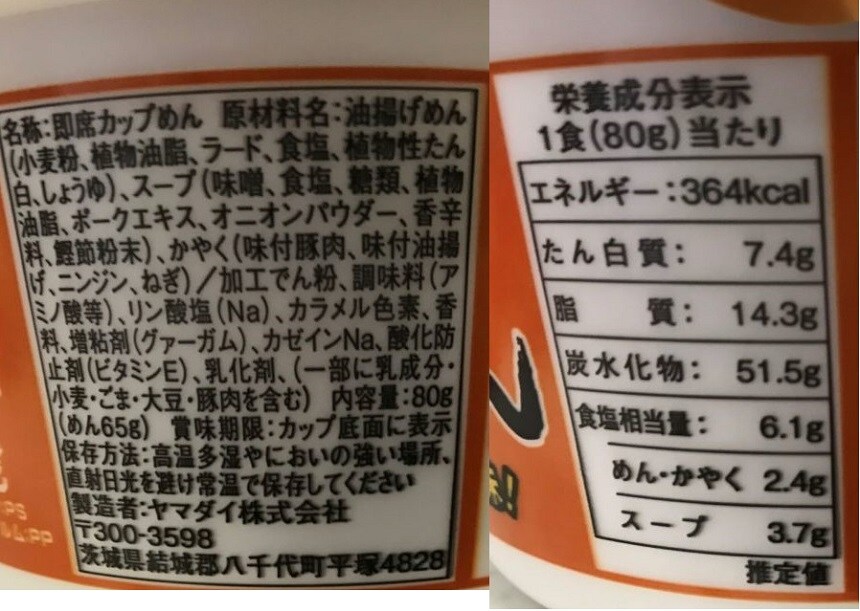 名称:即席カップめん 原材料名:油揚げめん
(小麦粉、植物油脂、ラード、食塩、植物性たん
白、しょうゆ)、スープ(味噌、食塩、糖類、植物
油脂、ポークエキス、オニオンパウダー、香辛
料、鰹節粉末)、かやく(味付豚肉、味付油揚
げ、ニンジン、ねぎ)/加工でん粉、調味料(ア
ミノ酸等)、リン酸塩(Na)、カラメル色素、香
料、増粘剤(グァーガム)、カゼインNa、酸化防
止剤(ビタミンE)、乳化剤、(一部に乳成分・
小麦・ごま・大豆・豚肉を含む) 内容量:80g
(めん65g) 賞味期限:カップ底面に表示
保存方法:高温多湿やにおいの強い場所、
直射日光を避け常温で保存してください
製造者:ヤマダイ株式会社
〒300-3598
茨城県結城郡八千代町平塚4828
PS
ルム:PP
栄養成分表示
1食(80g)当たり
エネルギー:364kcal
たん白質: 7.4g
脂質: 14.3g
炭水化物: 51.5g
食塩相当量: 6.1g
めん・かやく 2.4g
スープ 3.7g
推定値